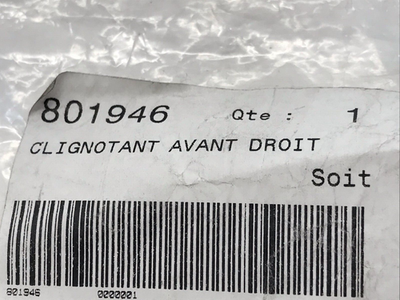 801946 Qte : 1
CLIGNOTANT AVANT DROIT
Soit
801946 0000001